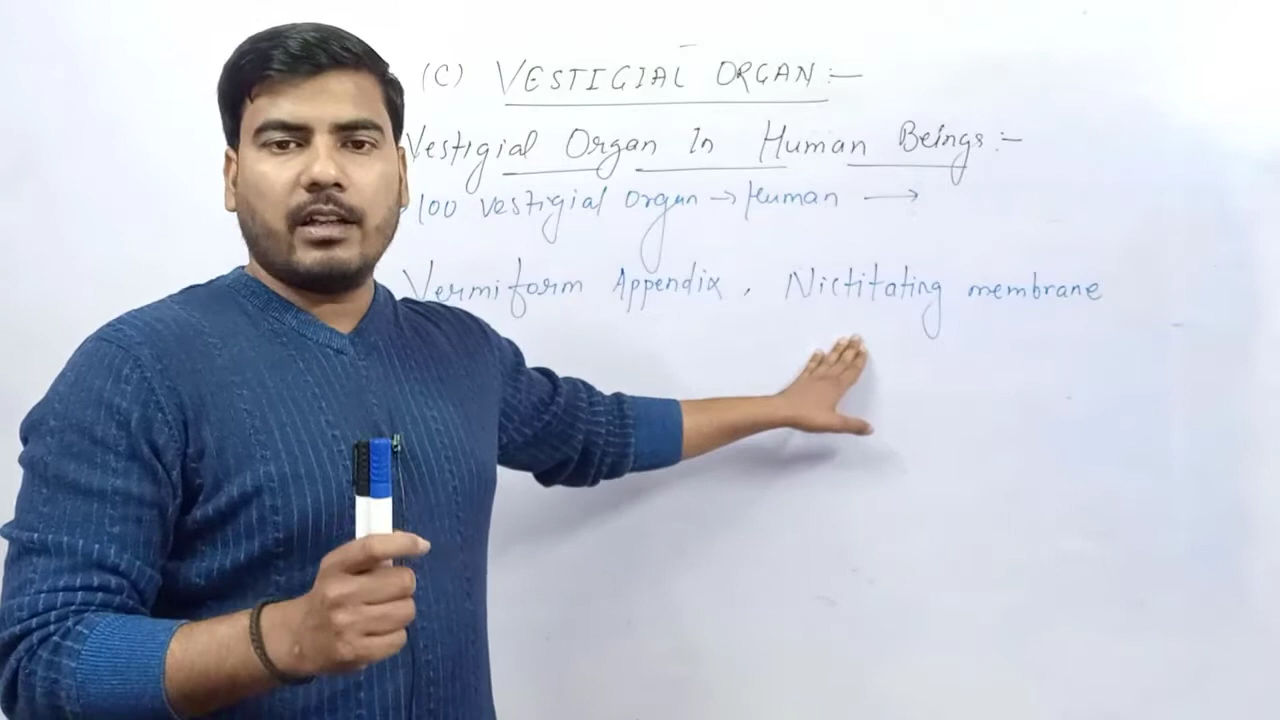 (C) VESTIGIAL ORGAN :-
Vestigial Organ In Human Beings :-
100 vestigial organ → Human →
Vermiform Appendix , Nictitating membrane